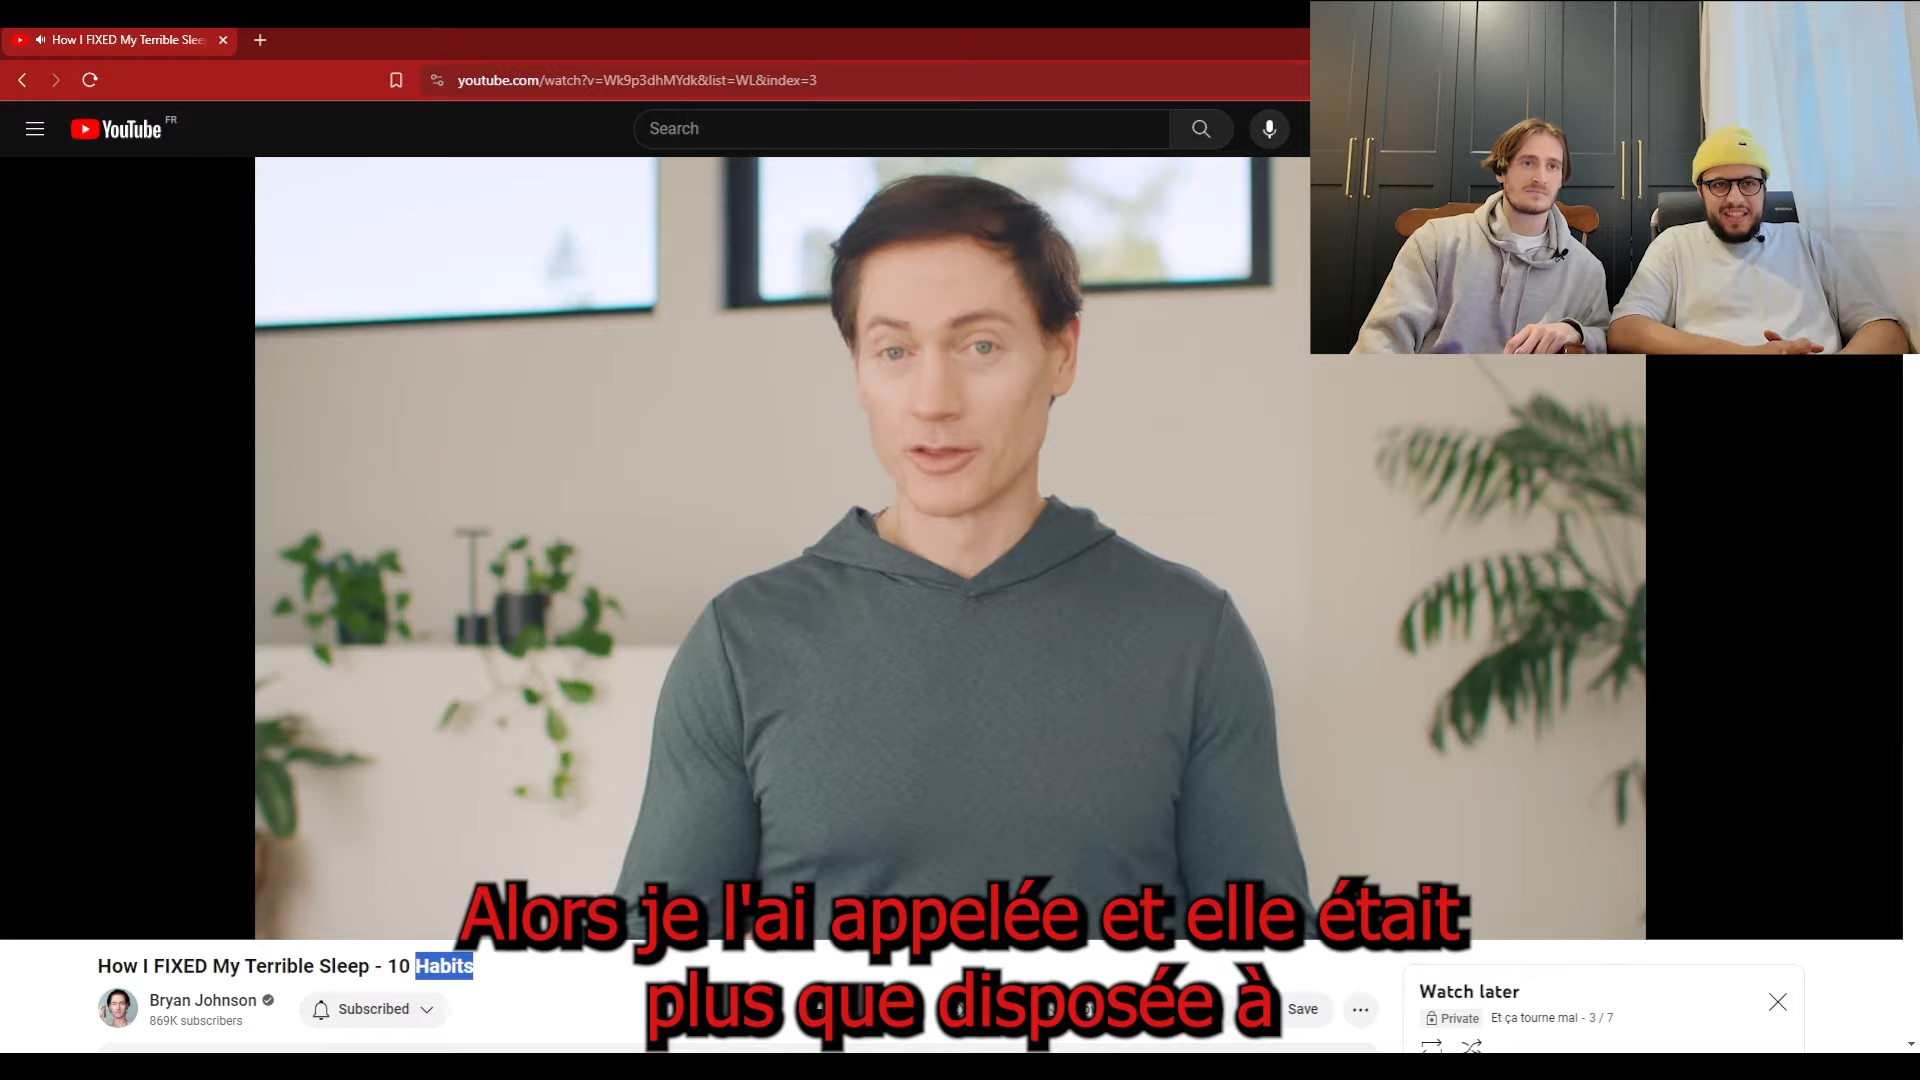 How I FIXED My Terrible Slee
youtube.com/watch?v=Wk9p3dhMYdk&list=WL&index=3
YouTube FR
Search
Alors je l'ai appelée et elle était
plus que disposée à
How I FIXED My Terrible Sleep - 10 Habits
Bryan Johnson
869K subscribers
Subscribed
Save
Watch later
Private
Et ça tourne mal - 3 / 7